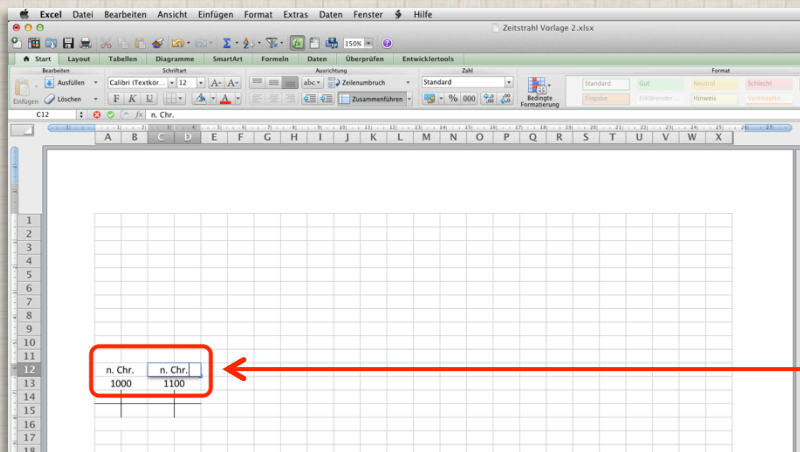 Excel Datei Bearbeiten Ansicht Einfügen Format Extras Daten Fenster Hilfe
Zeitstrahl Vorlage 2.xlsx
150%
Start Layout Tabellen Diagramme SmartArt Formeln Daten Überprüfen Entwicklertools
Bearbeiten Schriftart Ausrichtung Zahl Format
Einfügen Ausfüllen Calibri (Textkör... 12 A A abc Zeilenumbruch Standard Bedingte Formatierung Standard Gut Neutral Schlecht
Löschen F K U A Zusammenführen % 000 Eingabe Erklärender ... Hinweis
C12 fx n. Chr.
A B C D E F G H I J K L M N O P Q R S T U V W X
1
2
3
4
5
6
7
8
9
10
11
12 n. Chr. n. Chr.
13 1000 1100
14
15
16
17
18